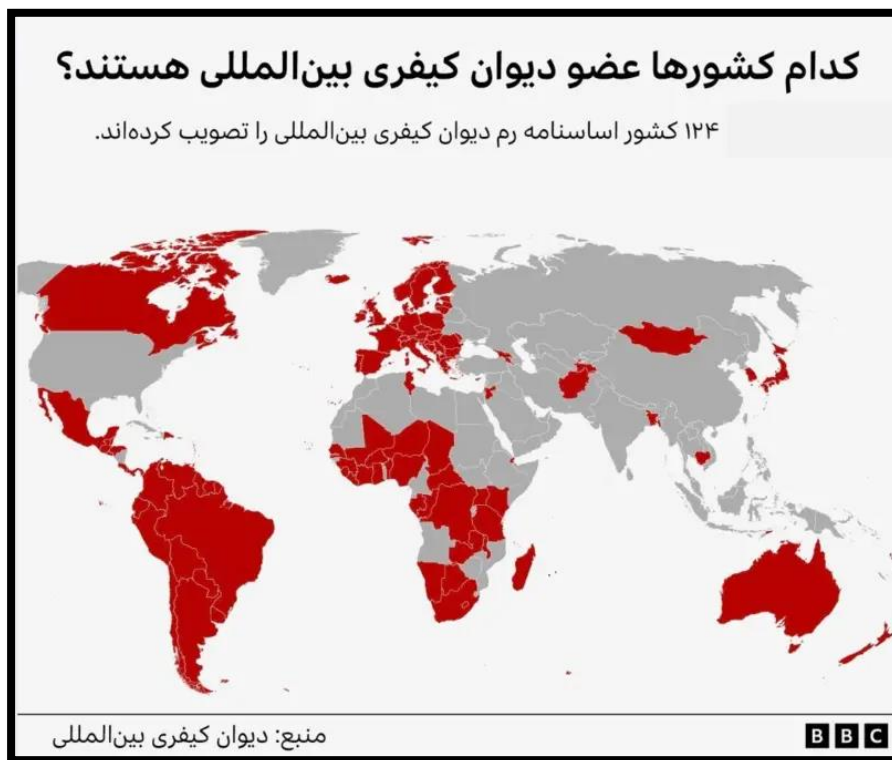 کدام کشورها عضو دیوان کیفری بین‌المللی هستند؟
۱۲۴ کشور اساسنامه رم دیوان کیفری بین‌المللی را تصویب کرده‌اند.
منبع: دیوان کیفری بین‌المللی
BBC